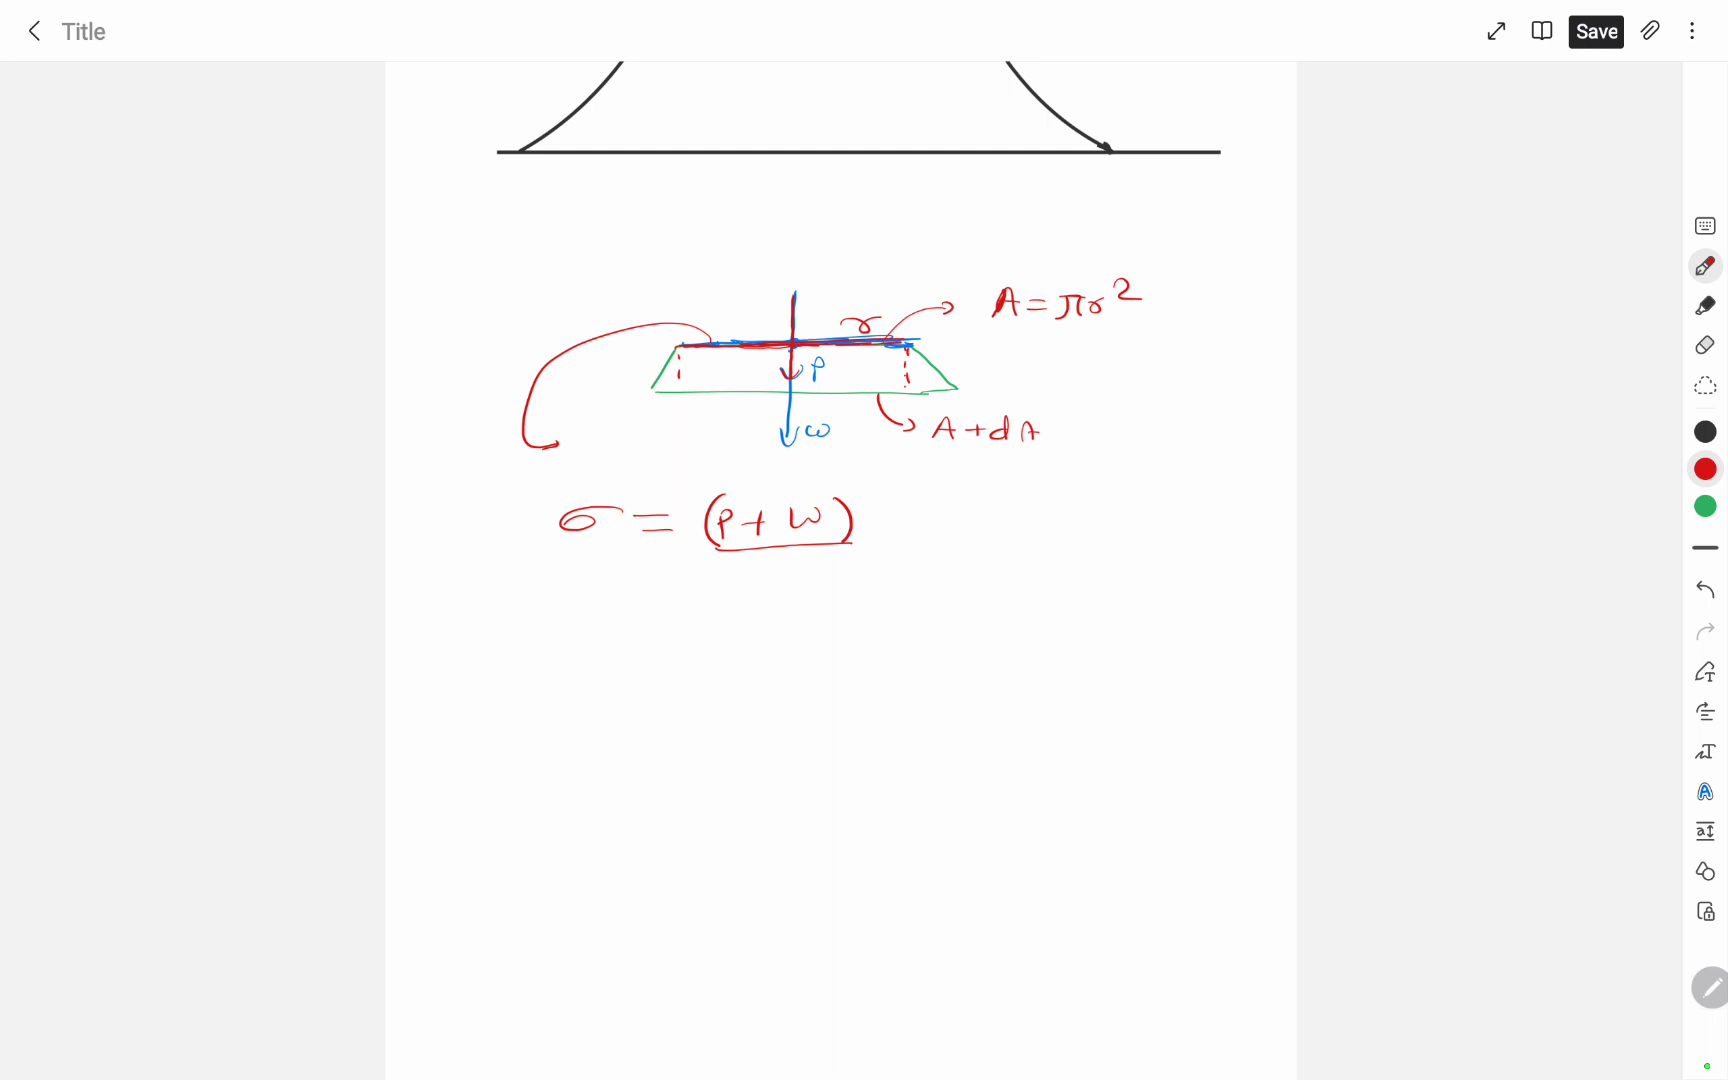 Title
Save
A = πr²
r
P
ω
A + dA
σ = (P + W)